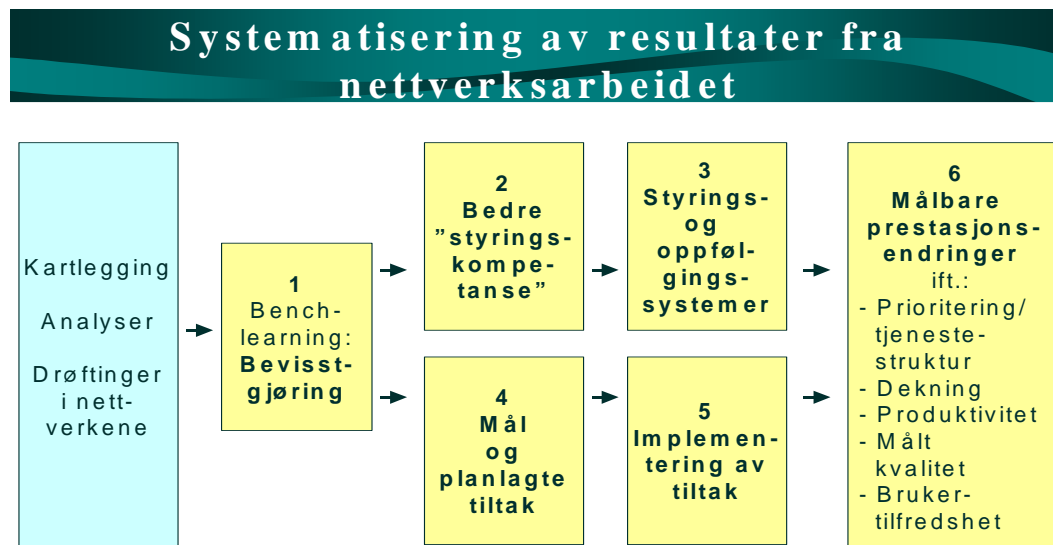 Systematisering av resultater fra
nettverksarbeidet
Kartlegging
Analyser
Drøftinger
i nett-
verkene
1
Bench-
learning:
Bevisst-
gjøring
2
Bedre
”styrings-
kompe-
tanse”
3
Styrings-
og
oppføl-
gings-
systemer
4
Mål
og
planlagte
tiltak
5
Implemen-
tering av
tiltak
6
Målbare
prestasjons-
endringer
ift.:
- Prioritering/
tjeneste-
struktur
- Dekning
- Produktivitet
- Målt
kvalitet
- Bruker-
tilfredshet